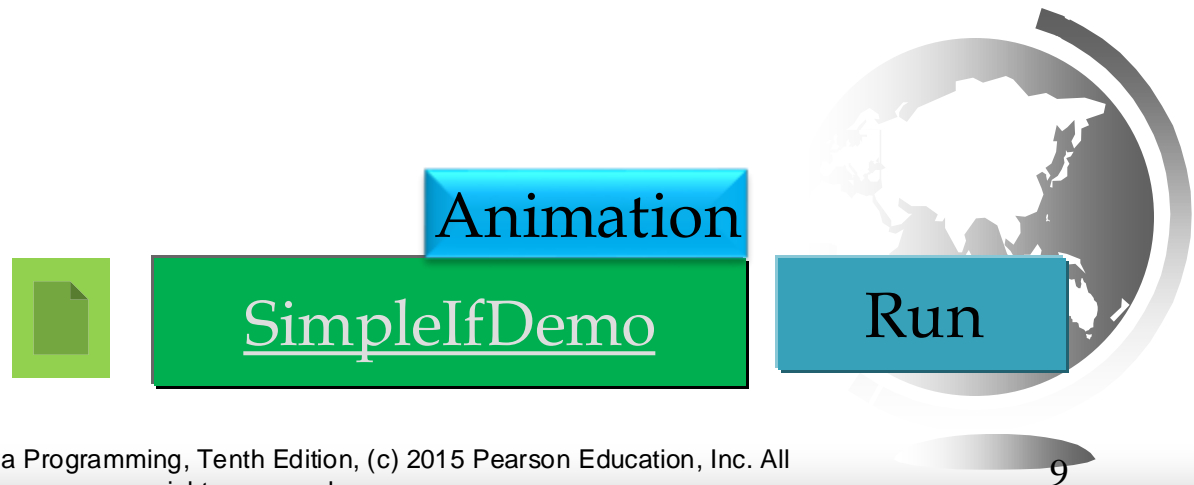 Animation
SimpleIfDemo
Run
a Programming, Tenth Edition, (c) 2015 Pearson Education, Inc. All
9